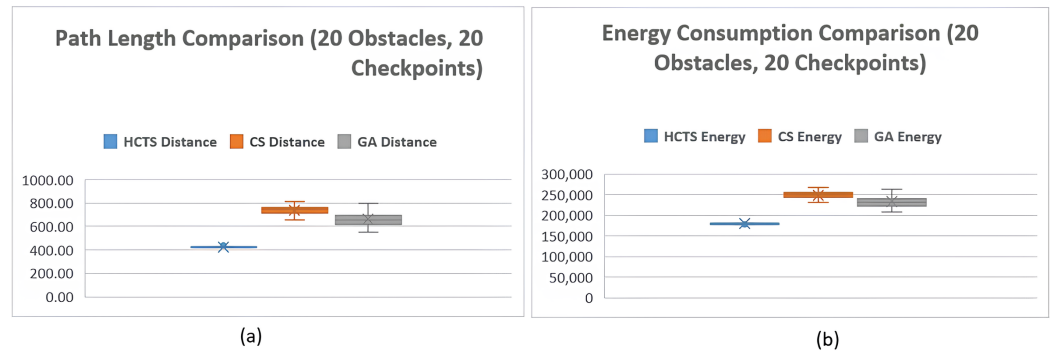 Path Length Comparison (20 Obstacles, 20
Checkpoints)
HCTS Distance CS Distance GA Distance
1000.00
800.00
600.00
400.00
200.00
0.00
(a)
Energy Consumption Comparison (20
Obstacles, 20 Checkpoints)
HCTS Energy CS Energy GA Energy
300,000
250,000
200,000
150,000
100,000
50,000
0
(b)